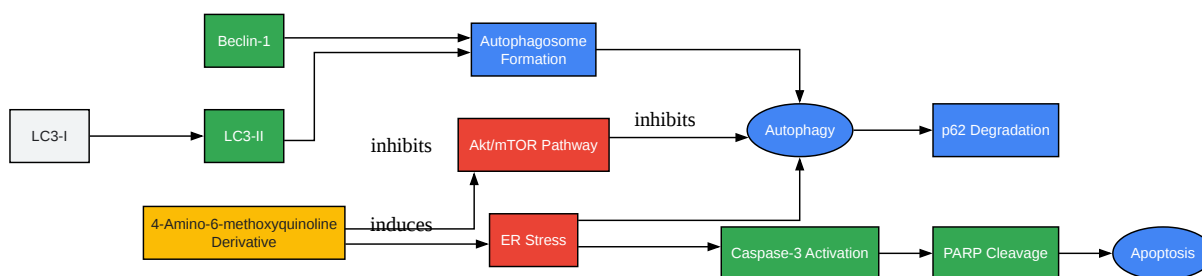 Beclin-1
Autophagosome
Formation
LC3-I
LC3-II
inhibits
Akt/mTOR Pathway
inhibits
Autophagy
p62 Degradation
4-Amino-6-methoxyquinoline
Derivative
induces
ER Stress
Caspase-3 Activation
PARP Cleavage
Apoptosis